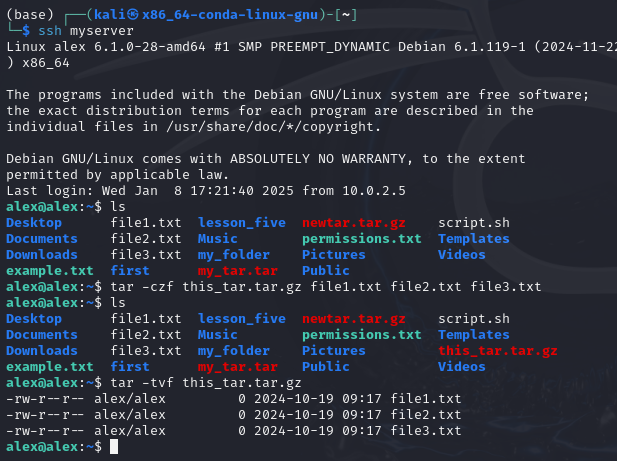 (base) ┌──(kali㉿x86_64-conda-linux-gnu)-[~]
└─$ ssh myserver
Linux alex 6.1.0-28-amd64 #1 SMP PREEMPT_DYNAMIC Debian 6.1.119-1 (2024-11-22
) x86_64
The programs included with the Debian GNU/Linux system are free software;
the exact distribution terms for each program are described in the
individual files in /usr/share/doc/*/copyright.
Debian GNU/Linux comes with ABSOLUTELY NO WARRANTY, to the extent
permitted by applicable law.
Last login: Wed Jan  8 17:21:40 2025 from 10.0.2.5
alex@alex:~$ ls
Desktop      file1.txt  lesson_five  newtar.tar.gz    script.sh
Documents    file2.txt  Music        permissions.txt  Templates
Downloads    file3.txt  my_folder    Pictures         Videos
example.txt  first      my_tar.tar   Public
alex@alex:~$ tar -czf this_tar.tar.gz file1.txt file2.txt file3.txt
alex@alex:~$ ls
Desktop      file1.txt  lesson_five  newtar.tar.gz    script.sh
Documents    file2.txt  Music        permissions.txt  Templates
Downloads    file3.txt  my_folder    Pictures         this_tar.tar.gz
example.txt  first      my_tar.tar   Public           Videos
alex@alex:~$ tar -tvf this_tar.tar.gz
-rw-r--r-- alex/alex         0 2024-10-19 09:17 file1.txt
-rw-r--r-- alex/alex         0 2024-10-19 09:17 file2.txt
-rw-r--r-- alex/alex         0 2024-10-19 09:17 file3.txt
alex@alex:~$